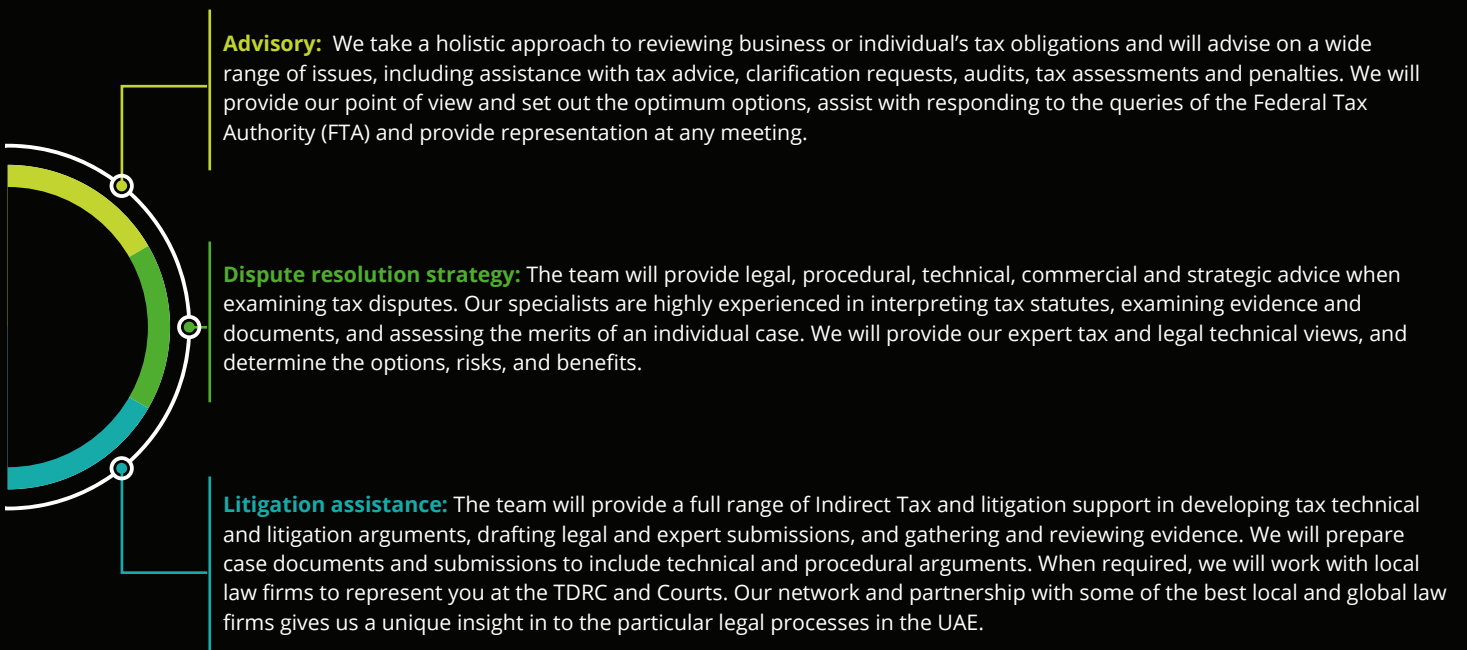 Advisory: We take a holistic approach to reviewing business or individual's tax obligations and will advise on a wide
range of issues, including assistance with tax advice, clarification requests, audits, tax assessments and penalties. We will
provide our point of view and set out the optimum options, assist with responding to the queries of the Federal Tax
Authority (FTA) and provide representation at any meeting.
Dispute resolution strategy: The team will provide legal, procedural, technical, commercial and strategic advice when
examining tax disputes. Our specialists are highly experienced in interpreting tax statutes, examining evidence and
documents, and assessing the merits of an individual case. We will provide our expert tax and legal technical views, and
determine the options, risks, and benefits.
Litigation assistance: The team will provide a full range of Indirect Tax and litigation support in developing tax technical
and litigation arguments, drafting legal and expert submissions, and gathering and reviewing evidence. We will prepare
case documents and submissions to include technical and procedural arguments. When required, we will work with local
law firms to represent you at the TDRC and Courts. Our network and partnership with some of the best local and global law
firms gives us a unique insight in to the particular legal processes in the UAE.